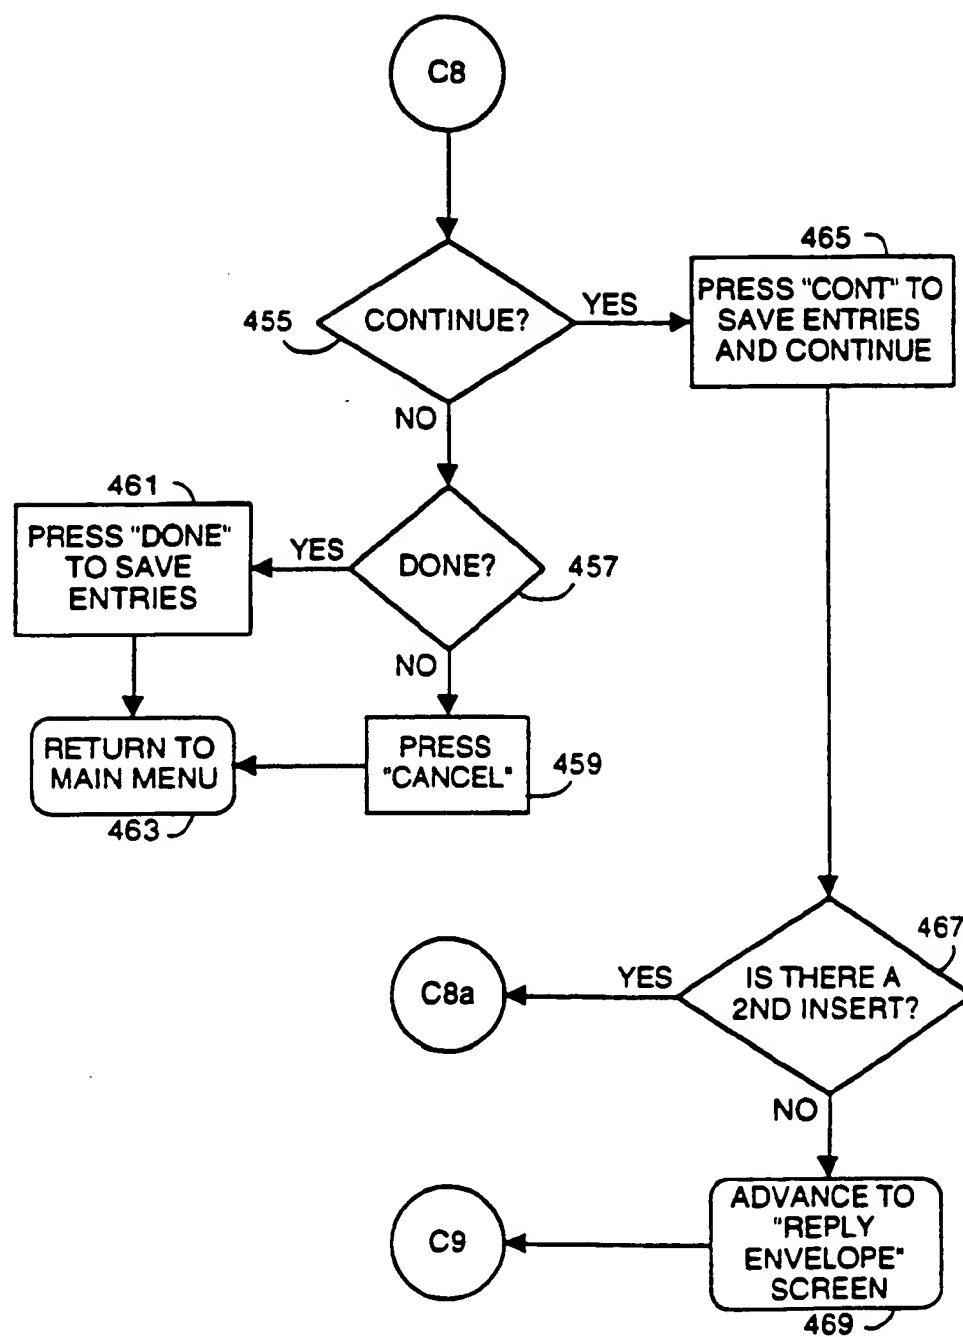 C8
465
PRESS "CONT" TO
SAVE ENTRIES
AND CONTINUE
455
CONTINUE?
YES
NO
461
PRESS "DONE"
TO SAVE
ENTRIES
YES
DONE?
457
NO
RETURN TO
MAIN MENU
463
PRESS
"CANCEL"
459
467
C8a
YES
IS THERE A
2ND INSERT?
NO
C9
ADVANCE TO
"REPLY
ENVELOPE"
SCREEN
469